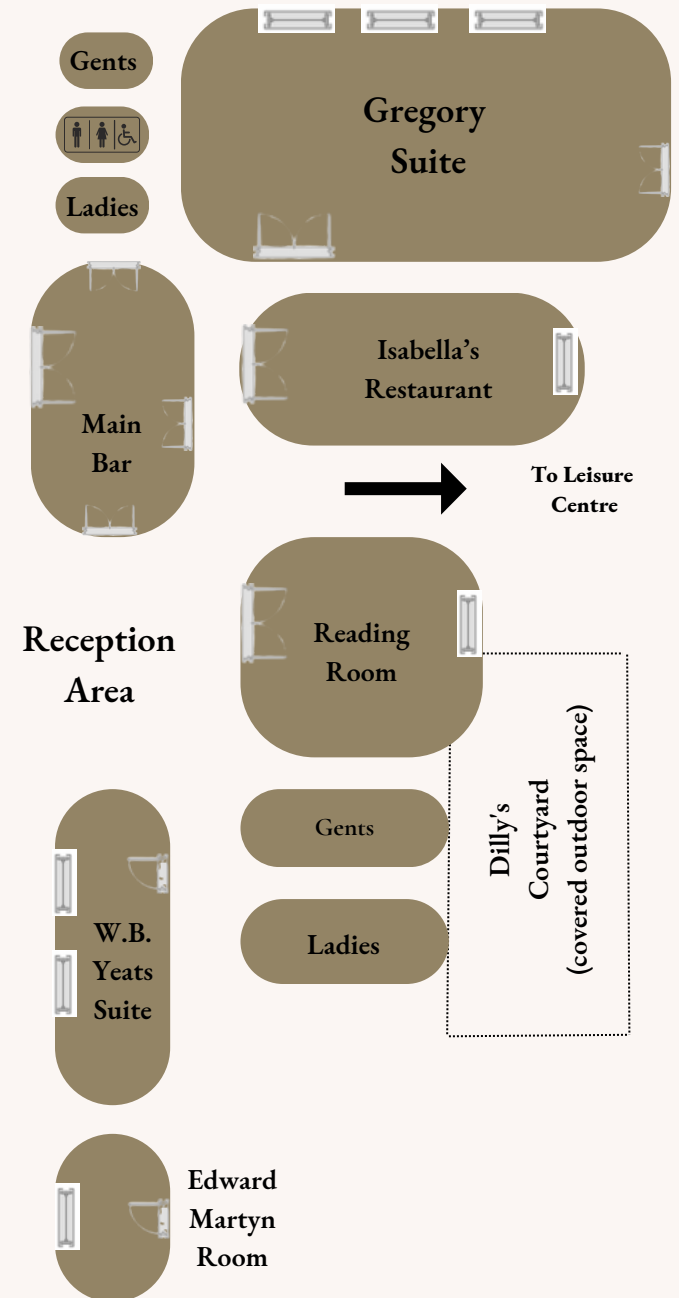 Gents
Gregory
Suite
Ladies
Isabella’s
Restaurant
Main
Bar
To Leisure
Centre
Reception
Area
Reading
Room
Dilly's
Courtyard
(covered outdoor space)
Gents
Ladies
W.B.
Yeats
Suite
Edward
Martyn
Room